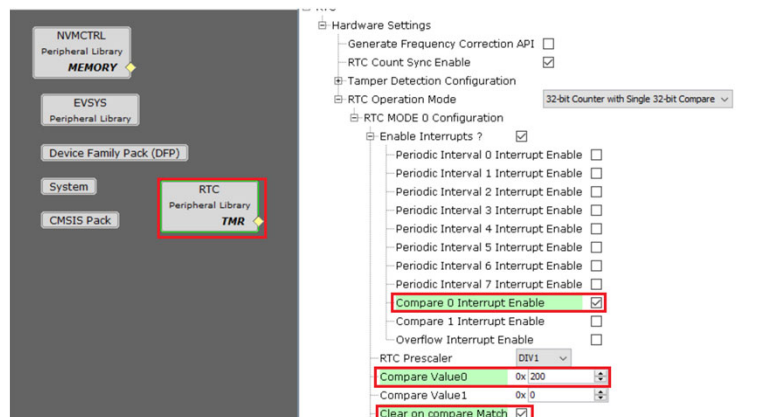 NVMCTRL
Peripheral Library
MEMORY
EVSYS
Peripheral Library
Device Family Pack (DFP)
System
RTC
Peripheral Library
TMR
CMSIS Pack
Hardware Settings
Generate Frequency Correction API
RTC Count Sync Enable
Tamper Detection Configuration
RTC Operation Mode 32-bit Counter with Single 32-bit Compare
RTC MODE 0 Configuration
Enable Interrupts ?
Periodic Interval 0 Interrupt Enable
Periodic Interval 1 Interrupt Enable
Periodic Interval 2 Interrupt Enable
Periodic Interval 3 Interrupt Enable
Periodic Interval 4 Interrupt Enable
Periodic Interval 5 Interrupt Enable
Periodic Interval 6 Interrupt Enable
Periodic Interval 7 Interrupt Enable
Compare 0 Interrupt Enable
Compare 1 Interrupt Enable
Overflow Interrupt Enable
RTC Prescaler DIV1
Compare Value0 0x 200
Compare Value1 0x 0
Clear on compare Match